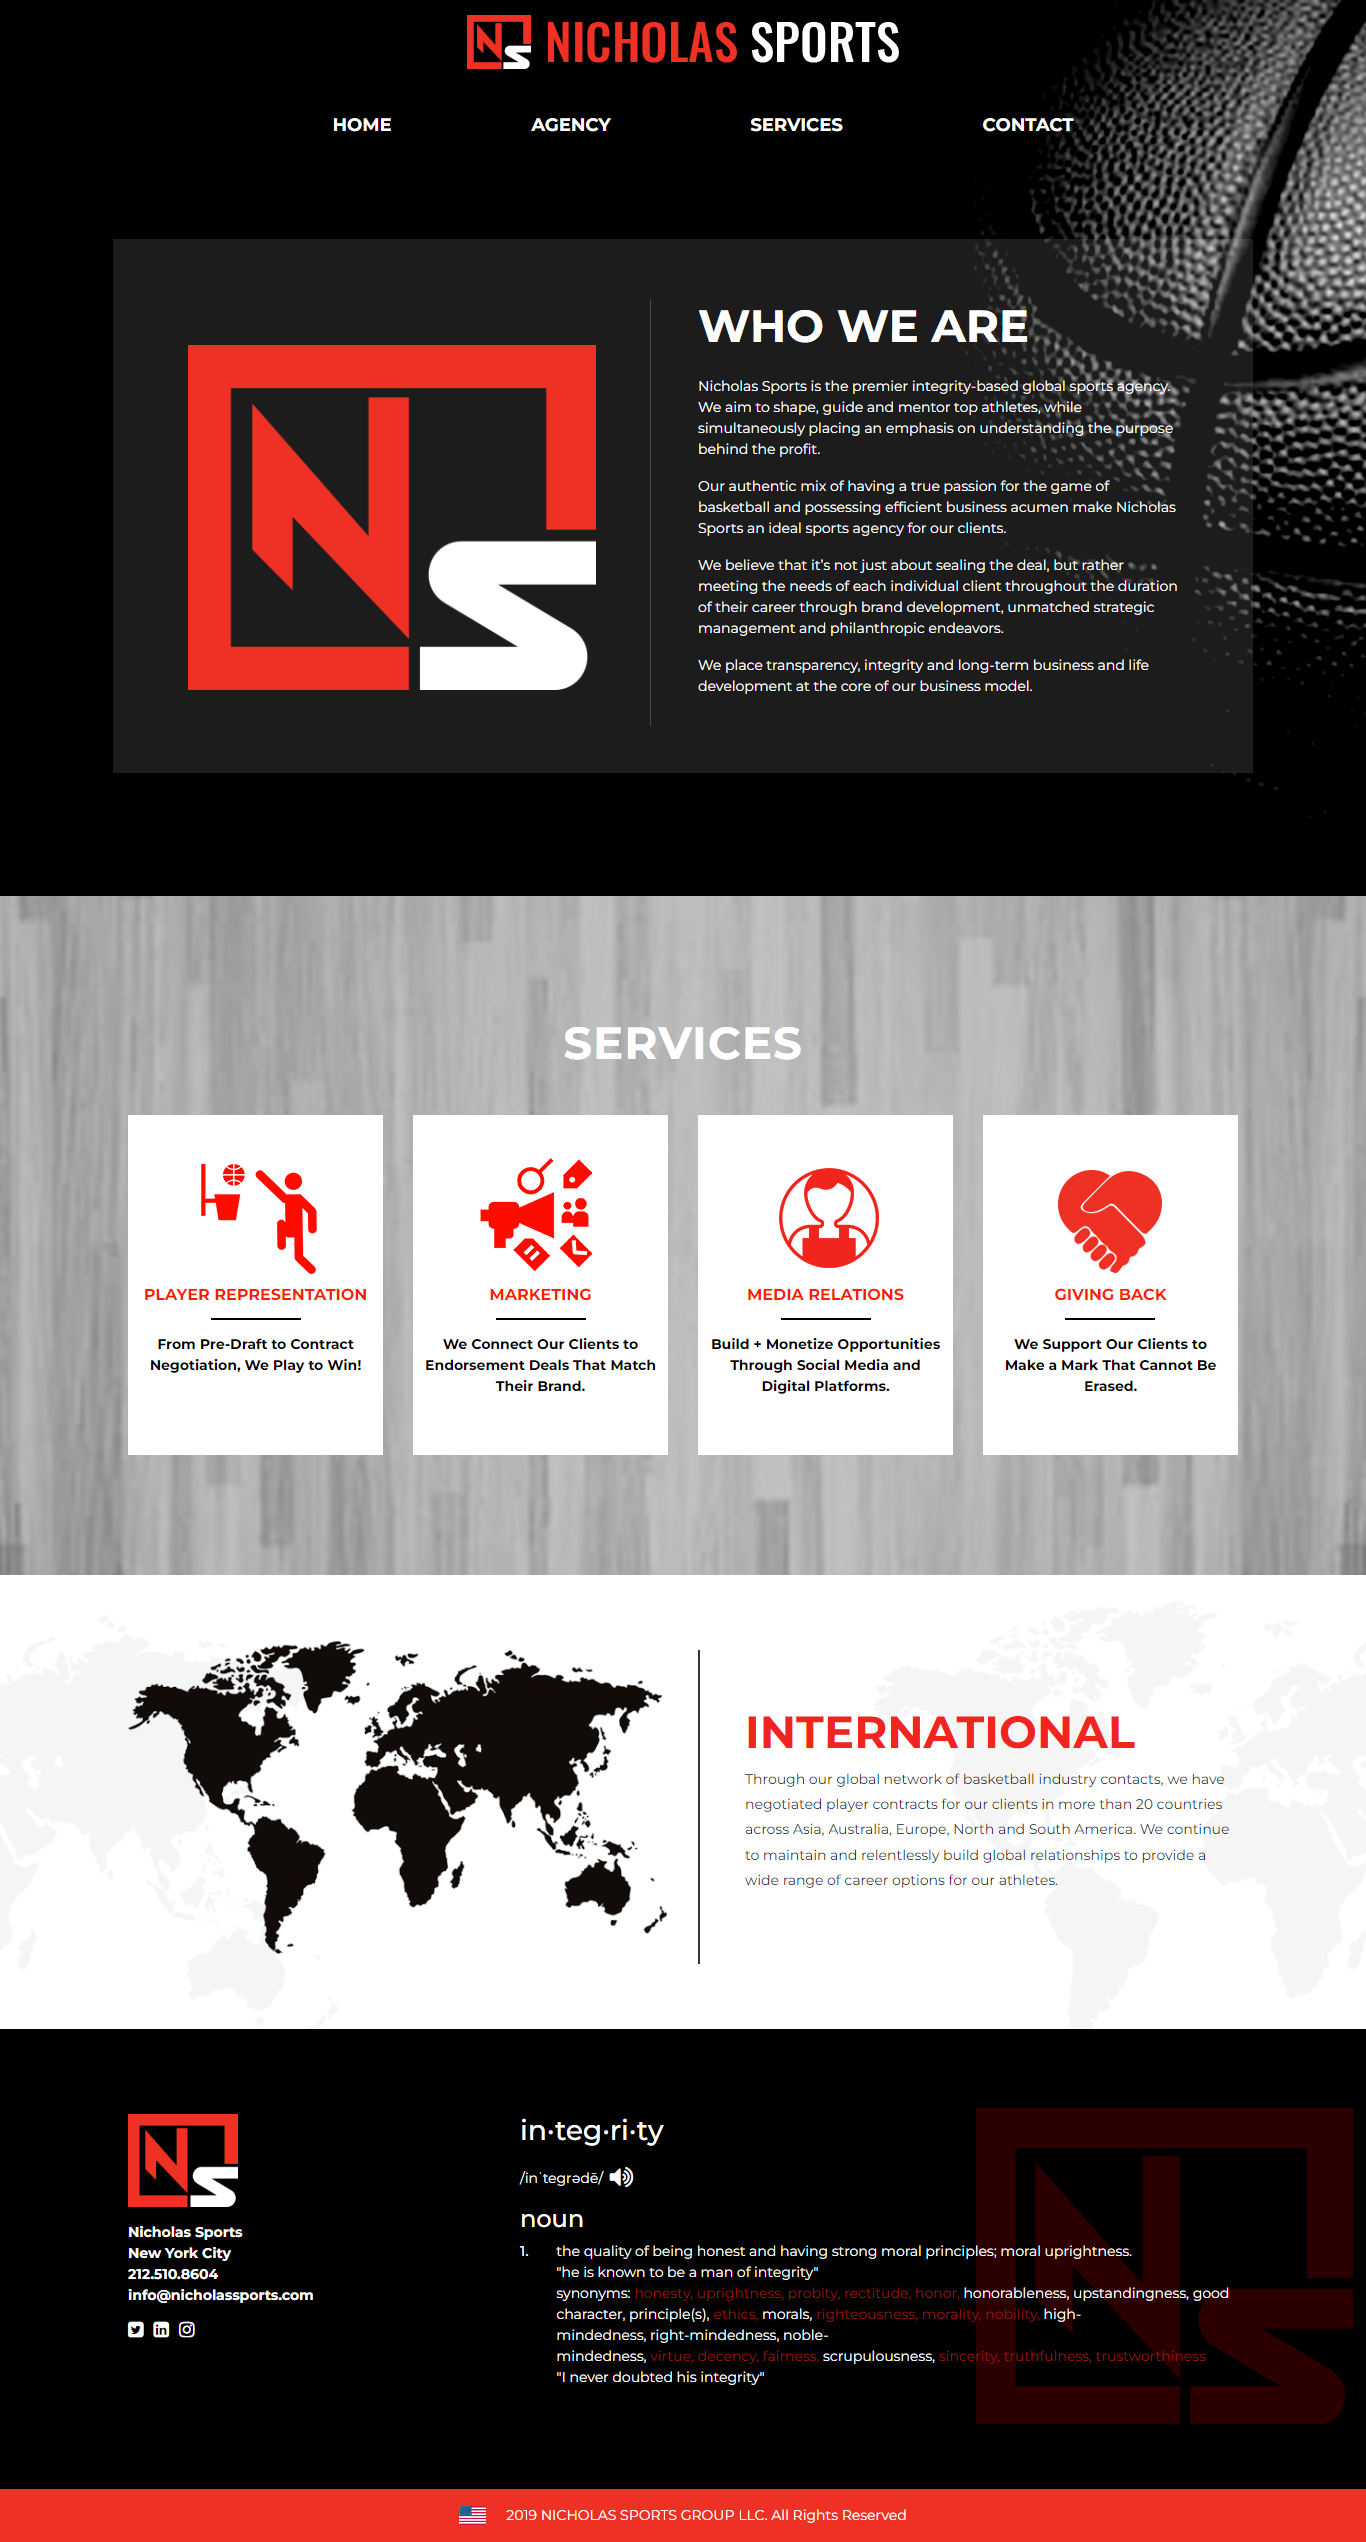 NS NICHOLAS SPORTS
HOME AGENCY SERVICES CONTACT
NS
WHO WE ARE
Nicholas Sports is the premier integrity-based global sports agency.
We aim to shape, guide and mentor top athletes, while
simultaneously placing an emphasis on understanding the purpose
behind the profit.
Our authentic mix of having a true passion for the game of
basketball and possessing efficient business acumen make Nicholas
Sports an ideal sports agency for our clients.
We believe that it's not just about sealing the deal, but rather
meeting the needs of each individual client throughout the duration
of their career through brand development, unmatched strategic
management and philanthropic endeavors.
We place transparency, integrity and long-term business and life
development at the core of our business model.
SERVICES
PLAYER REPRESENTATION
From Pre-Draft to Contract
Negotiation, We Play to Win!
MARKETING
We Connect Our Clients to
Endorsement Deals That Match
Their Brand.
MEDIA RELATIONS
Build + Monetize Opportunities
Through Social Media and
Digital Platforms.
GIVING BACK
We Support Our Clients to
Make a Mark That Cannot Be
Erased.
INTERNATIONAL
Through our global network of basketball industry contacts, we have
negotiated player contracts for our clients in more than 20 countries
across Asia, Australia, Europe, North and South America. We continue
to maintain and relentlessly build global relationships to provide a
wide range of career options for our athletes.
NS
Nicholas Sports
New York City
212.510.8604
info@nicholassports.com
in·teg·ri·ty
/inˈtegrədē/
noun
1. the quality of being honest and having strong moral principles; moral uprightness.
"he is known to be a man of integrity"
synonyms: honesty, uprightness, probity, rectitude, honor, honorableness, upstandingness, good
character, principle(s), ethics, morals, righteousness, morality, nobility, high-
mindedness, right-mindedness, noble-
mindedness, virtue, decency, fairness, scrupulousness, sincerity, truthfulness, trustworthiness
"I never doubted his integrity"
NS
2019 NICHOLAS SPORTS GROUP LLC. All Rights Reserved